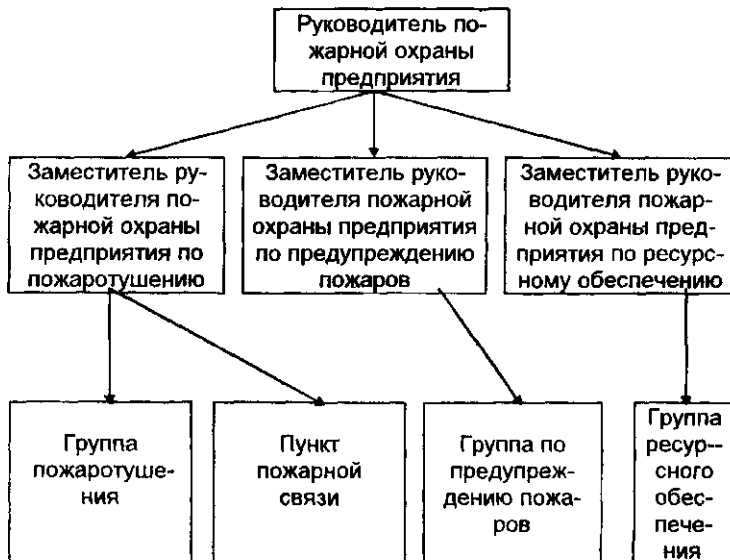 Руководитель по-
жарной охраны
предприятия
Заместитель ру-
ководителя по-
жарной охраны
предприятия по
пожаротушению
Заместитель руко-
водителя пожарной
охраны предприятия
по предупреждению
пожаров
Заместитель руко-
водителя пожар-
ной охраны пред-
приятия по ресурс-
ному обеспечению
Группа
пожаротуше-
ния
Пункт
пожарной
связи
Группа по
предупреж-
дению пожа-
ров
Группа
ресурс--
сного
обес-
пече-
ния